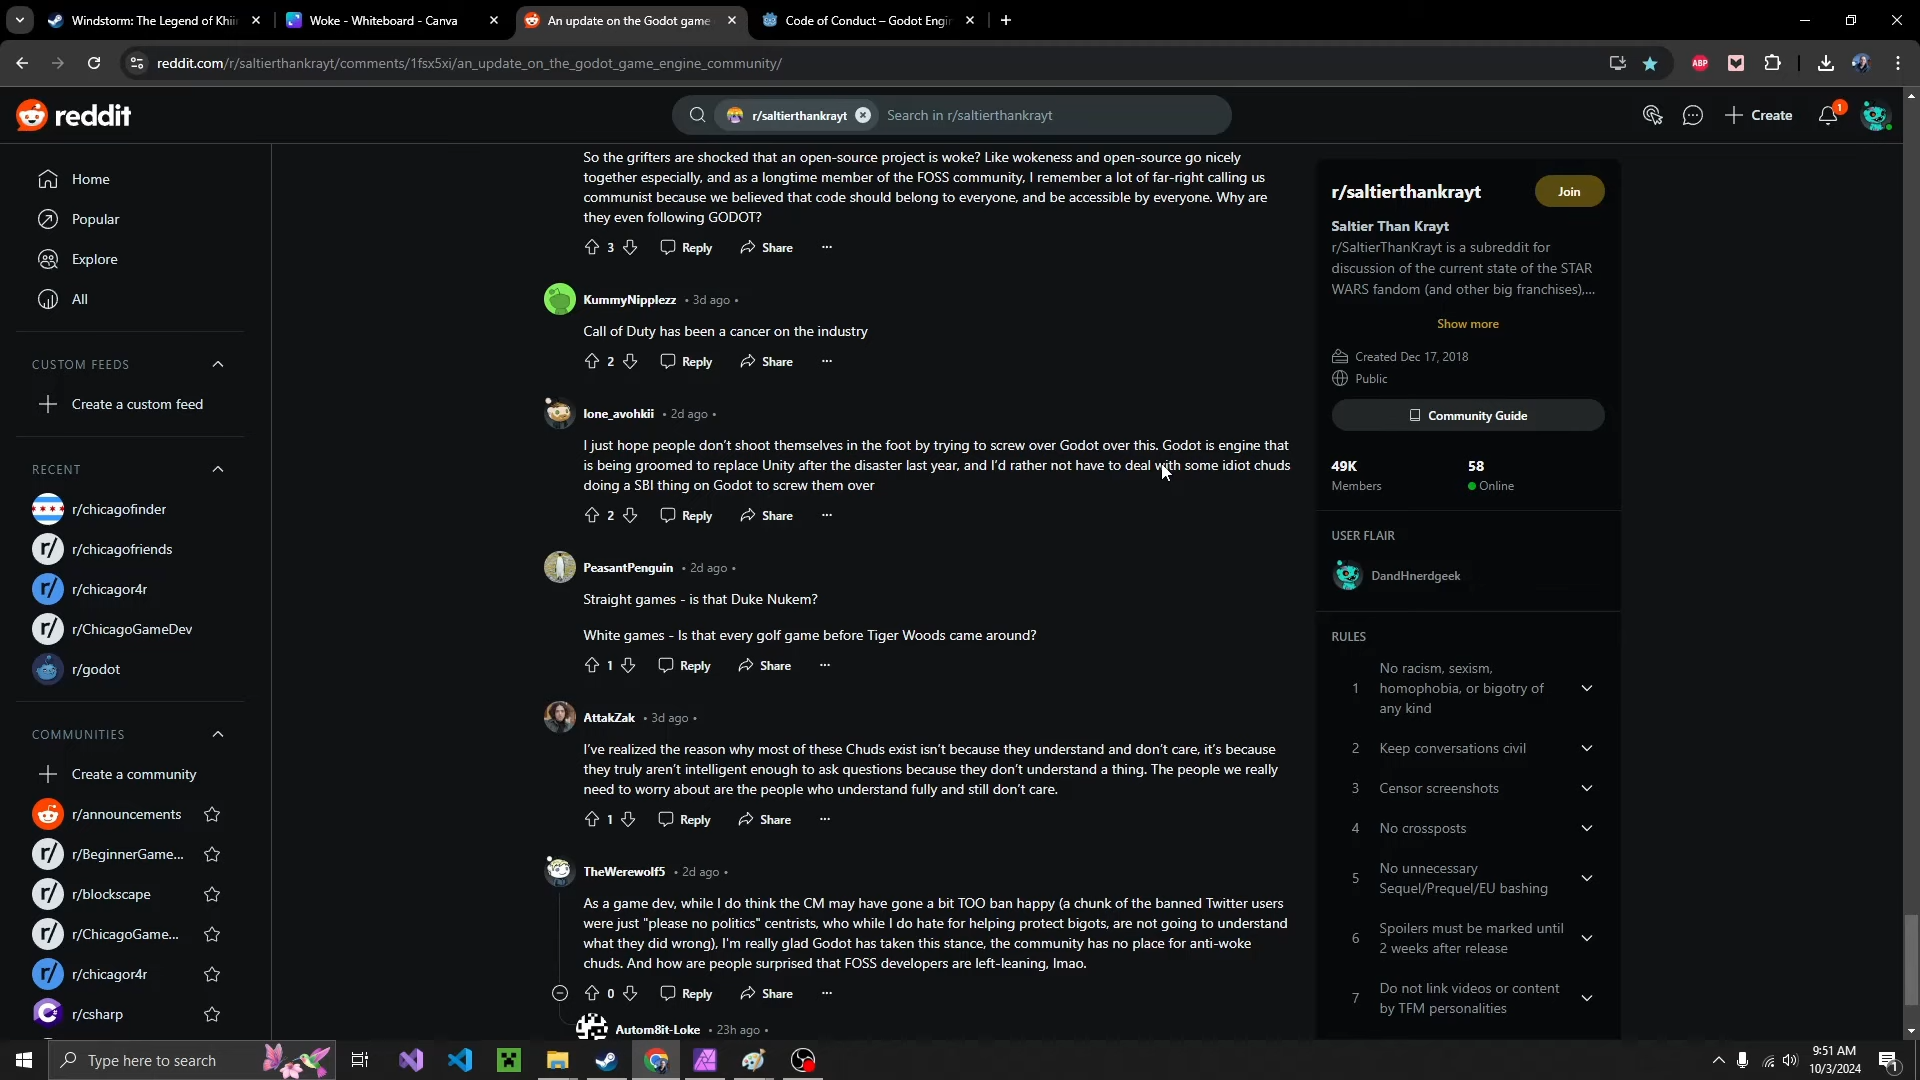 Windstorm: The Legend of Khiir
Woke - Whiteboard - Canva
An update on the Godot game
Code of Conduct – Godot Engin
reddit.com/r/saltierthankrayt/comments/1fsx5xi/an_update_on_the_godot_game_engine_community/
ABP
reddit
r/saltierthankrayt
Search in r/saltierthankrayt
Create
1
Home
Popular
Explore
All
CUSTOM FEEDS
Create a custom feed
RECENT
r/chicagofinder
r/ r/chicagofriends
r/ r/chicagor4r
r/ r/ChicagoGameDev
r/godot
COMMUNITIES
Create a community
r/announcements
r/ r/BeginnerGame...
r/ r/blockscape
r/ r/ChicagoGame...
r/ r/chicagor4r
r/csharp
So the grifters are shocked that an open-source project is woke? Like wokeness and open-source go nicely
together especially, and as a longtime member of the FOSS community, I remember a lot of far-right calling us
communist because we believed that code should belong to everyone, and be accessible by everyone. Why are
they even following GODOT?
3 Reply Share ...
KummyNipplezz • 3d ago •
Call of Duty has been a cancer on the industry
2 Reply Share ...
lone_avohkii • 2d ago •
I just hope people don't shoot themselves in the foot by trying to screw over Godot over this. Godot is engine that
is being groomed to replace Unity after the disaster last year, and I'd rather not have to deal with some idiot chuds
doing a SBI thing on Godot to screw them over
2 Reply Share ...
PeasantPenguin • 2d ago •
Straight games - is that Duke Nukem?
White games - Is that every golf game before Tiger Woods came around?
1 Reply Share ...
AttakZak • 3d ago •
I've realized the reason why most of these Chuds exist isn't because they understand and don't care, it's because
they truly aren't intelligent enough to ask questions because they don't understand a thing. The people we really
need to worry about are the people who understand fully and still don't care.
1 Reply Share ...
TheWerewolf5 • 2d ago •
As a game dev, while I do think the CM may have gone a bit TOO ban happy (a chunk of the banned Twitter users
were just "please no politics" centrists, who while I do hate for helping protect bigots, are not going to understand
what they did wrong), I'm really glad Godot has taken this stance, the community has no place for anti-woke
chuds. And how are people surprised that FOSS developers are left-leaning, lmao.
0 Reply Share ...
Autom8it-Loke • 23h ago •
r/saltierthankrayt
Join
Saltier Than Krayt
r/SaltierThanKrayt is a subreddit for
discussion of the current state of the STAR
WARS fandom (and other big franchises),...
Show more
Created Dec 17, 2018
Public
Community Guide
49K 58
Members Online
USER FLAIR
DandHnerdgeek
RULES
1 No racism, sexism,
homophobia, or bigotry of
any kind
2 Keep conversations civil
3 Censor screenshots
4 No crossposts
5 No unnecessary
Sequel/Prequel/EU bashing
6 Spoilers must be marked until
2 weeks after release
7 Do not link videos or content
by TFM personalities
Type here to search
9:51 AM
10/3/2024
1